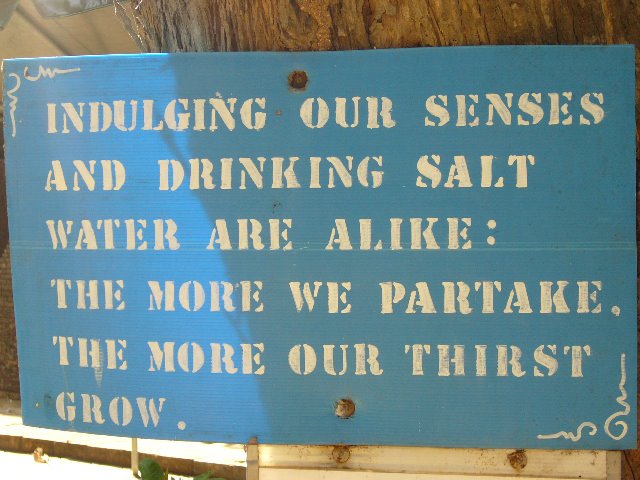 INDULGING OUR SENSES
AND DRINKING SALT
WATER ARE ALIKE:
THE MORE WE PARTAKE.
THE MORE OUR THIRST
GROW.